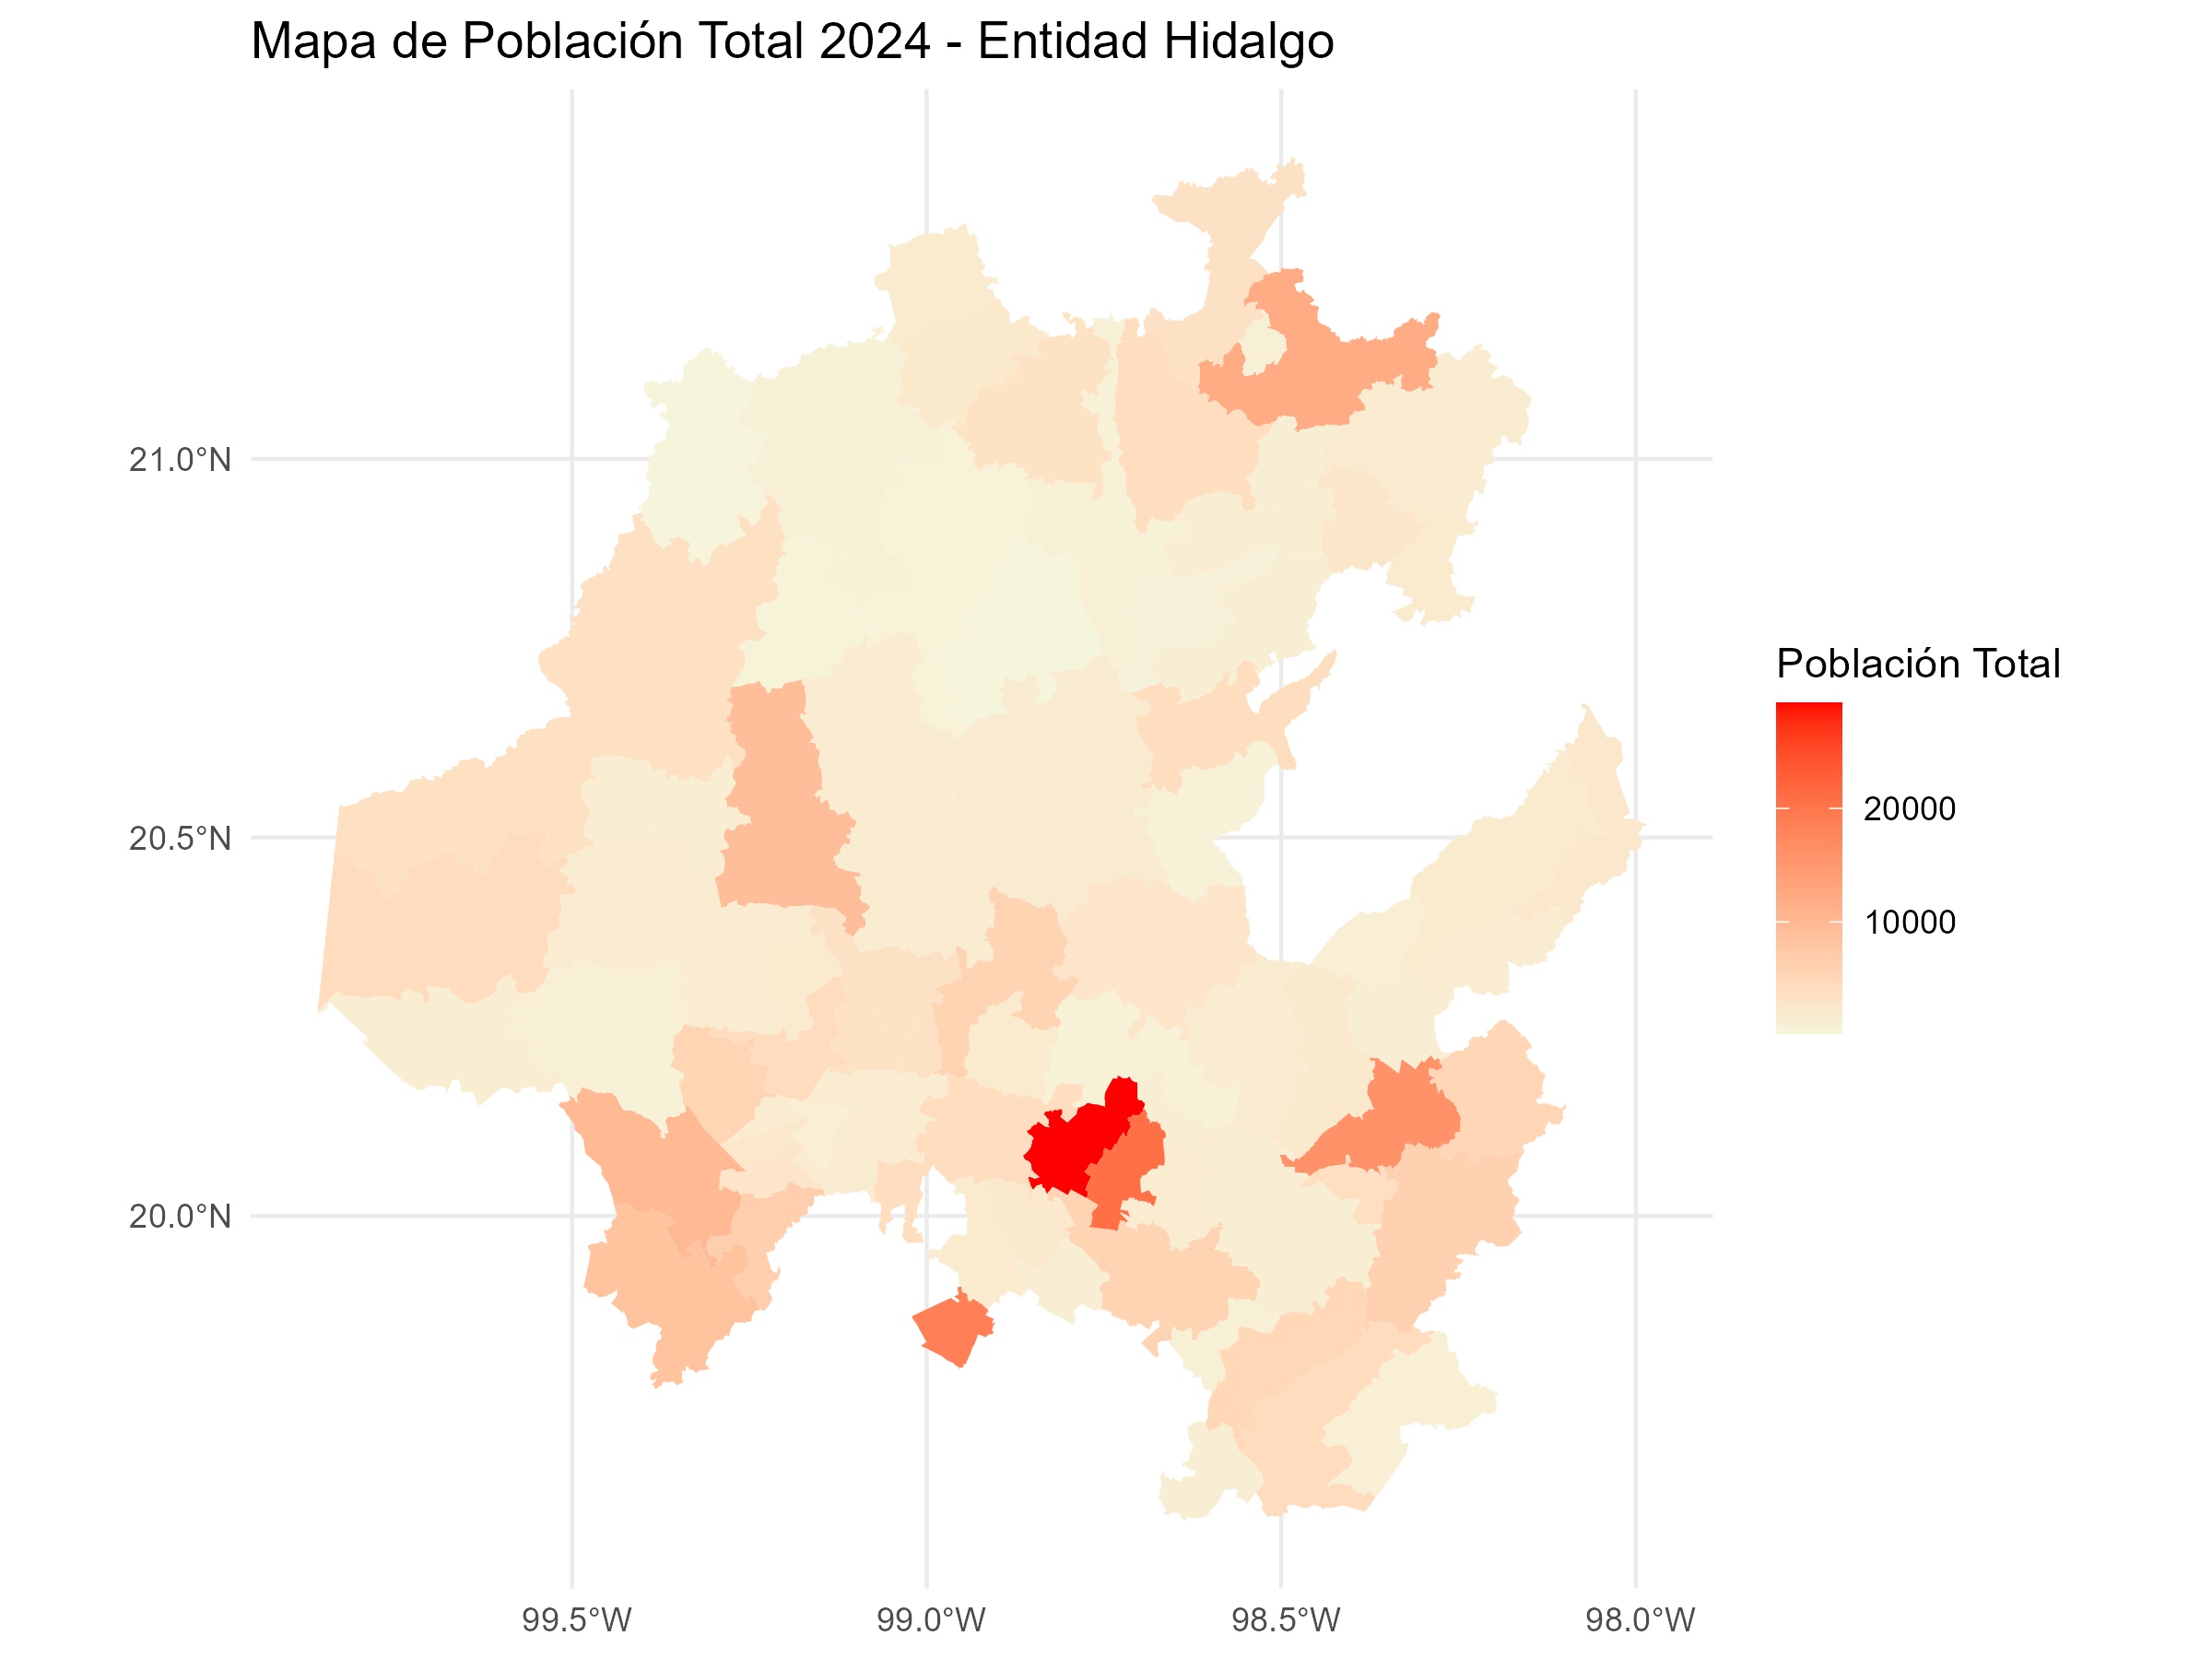 Mapa de Población Total 2024 - Entidad Hidalgo
21.0°N
20.5°N
20.0°N
99.5°W
99.0°W
98.5°W
98.0°W
Población Total
20000
10000